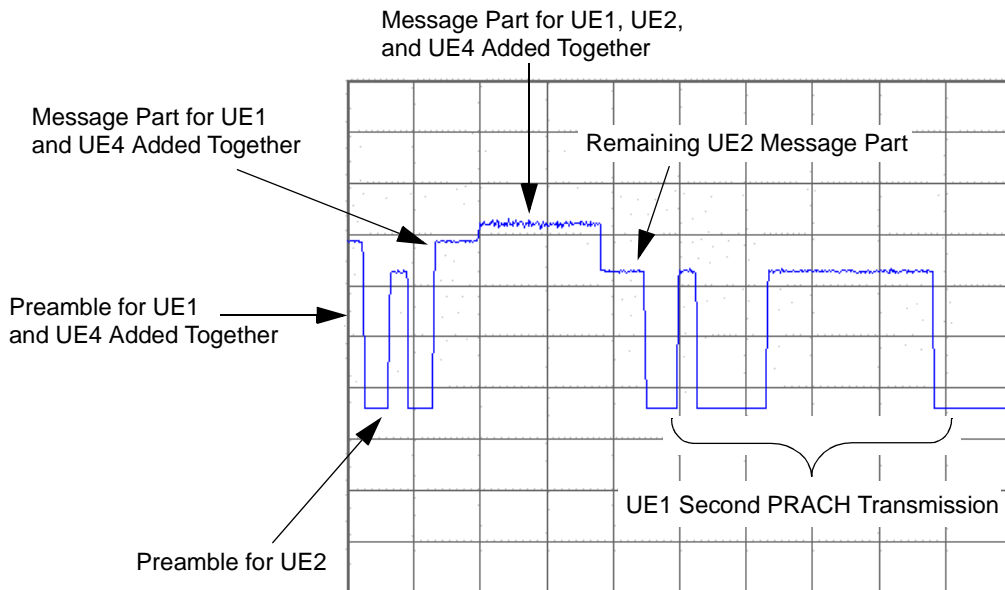 Message Part for UE1, UE2,
and UE4 Added Together
Message Part for UE1
and UE4 Added Together
Remaining UE2 Message Part
Preamble for UE1
and UE4 Added Together
UE1 Second PRACH Transmission
Preamble for UE2